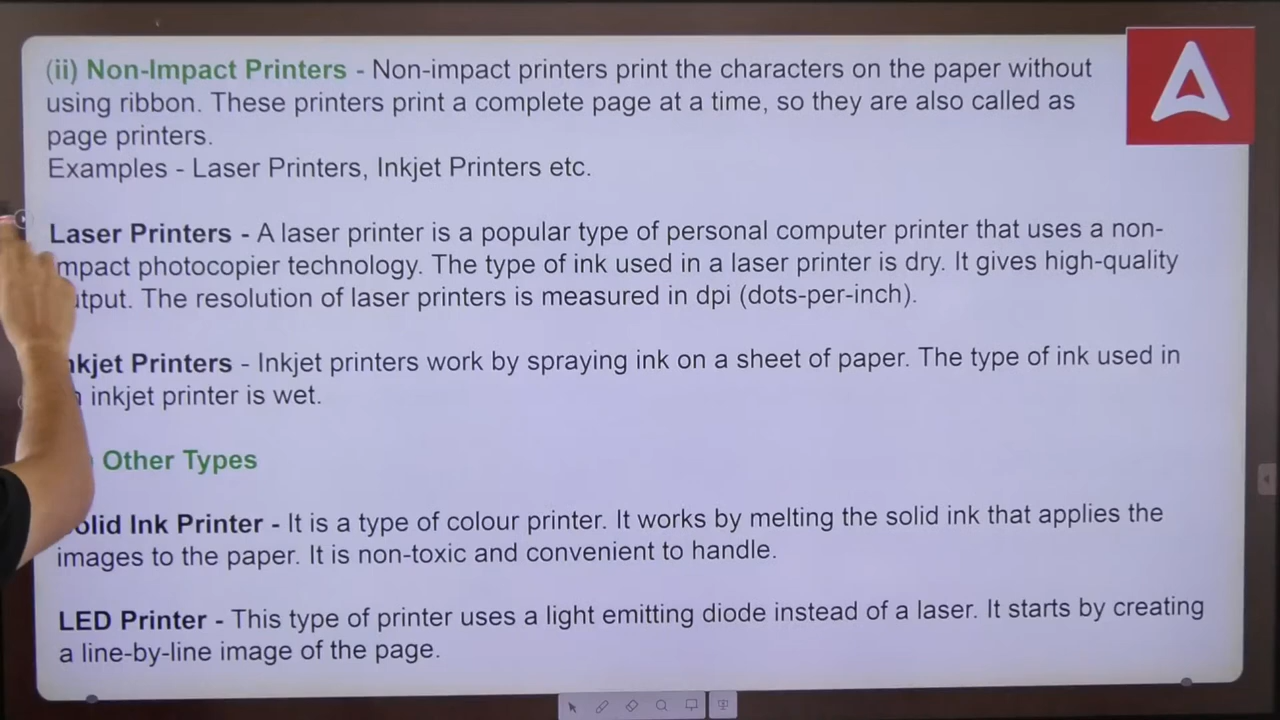 (ii) Non-Impact Printers - Non-impact printers print the characters on the paper without
using ribbon. These printers print a complete page at a time, so they are also called as
page printers.
Examples - Laser Printers, Inkjet Printers etc.
Laser Printers - A laser printer is a popular type of personal computer printer that uses a non-
mpact photocopier technology. The type of ink used in a laser printer is dry. It gives high-quality
tput. The resolution of laser printers is measured in dpi (dots-per-inch).
nkjet Printers - Inkjet printers work by spraying ink on a sheet of paper. The type of ink used in
inkjet printer is wet.
Other Types
olid Ink Printer - It is a type of colour printer. It works by melting the solid ink that applies the
images to the paper. It is non-toxic and convenient to handle.
LED Printer - This type of printer uses a light emitting diode instead of a laser. It starts by creating
a line-by-line image of the page.